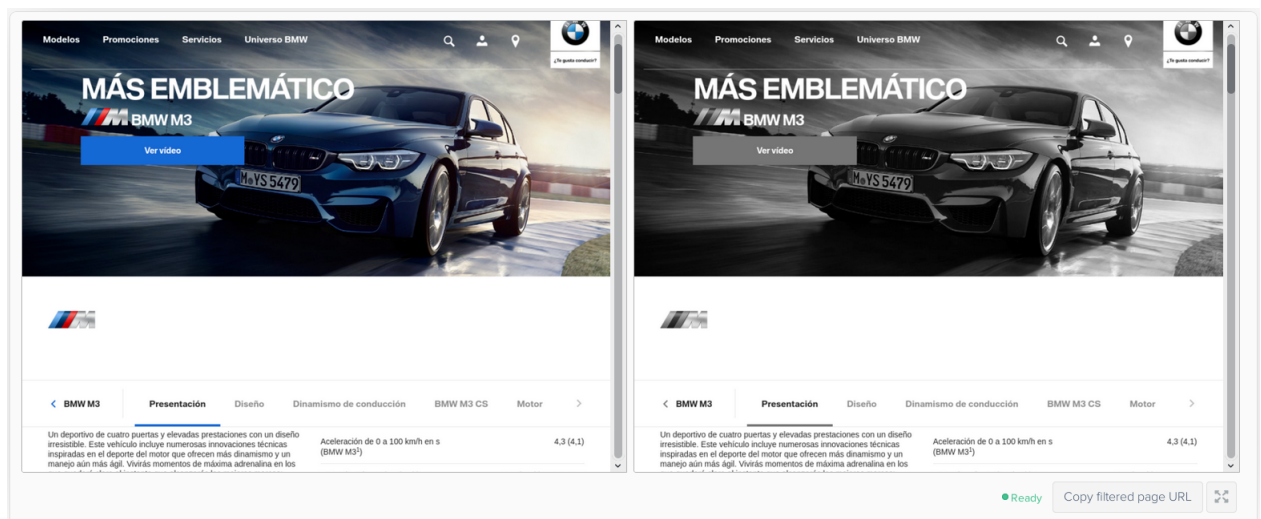 Modelos Promociones Servicios Universo BMW
¿Te gusta conducir?
MÁS EMBLEMÁTICO
M BMW M3
Ver vídeo
M YS 5479
M
BMW M3 Presentación Diseño Dinamismo de conducción BMW M3 CS Motor
Un deportivo de cuatro puertas y elevadas prestaciones con un diseño
irresistible. Este vehículo incluye numerosas innovaciones técnicas
inspiradas en el deporte del motor que ofrecen más dinamismo y un
manejo aún más ágil. Vivirás momentos de máxima adrenalina en los
Aceleración de 0 a 100 km/h en s 4,3 (4,1)
(BMW M3¹)
Modelos Promociones Servicios Universo BMW
¿Te gusta conducir?
MÁS EMBLEMÁTICO
M BMW M3
Ver vídeo
M YS 5479
M
BMW M3 Presentación Diseño Dinamismo de conducción BMW M3 CS Motor
Un deportivo de cuatro puertas y elevadas prestaciones con un diseño
irresistible. Este vehículo incluye numerosas innovaciones técnicas
inspiradas en el deporte del motor que ofrecen más dinamismo y un
manejo aún más ágil. Vivirás momentos de máxima adrenalina en los
Aceleración de 0 a 100 km/h en s 4,3 (4,1)
(BMW M3¹)
Ready Copy filtered page URL